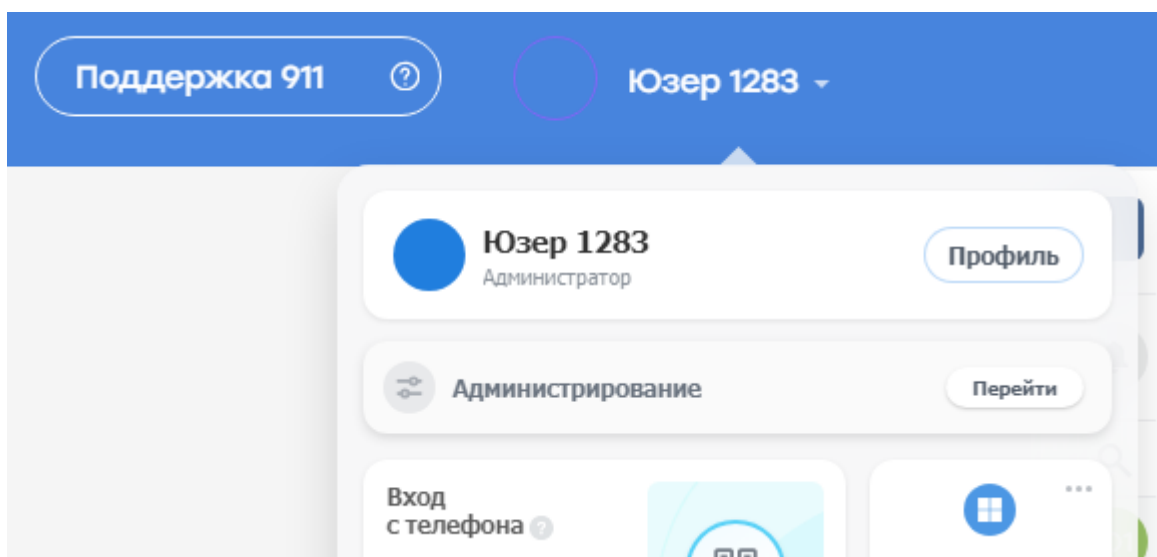 Поддержка 911
Юзер 1283
Юзер 1283
Администратор
Профиль
Администрирование
Перейти
Вход
с телефона